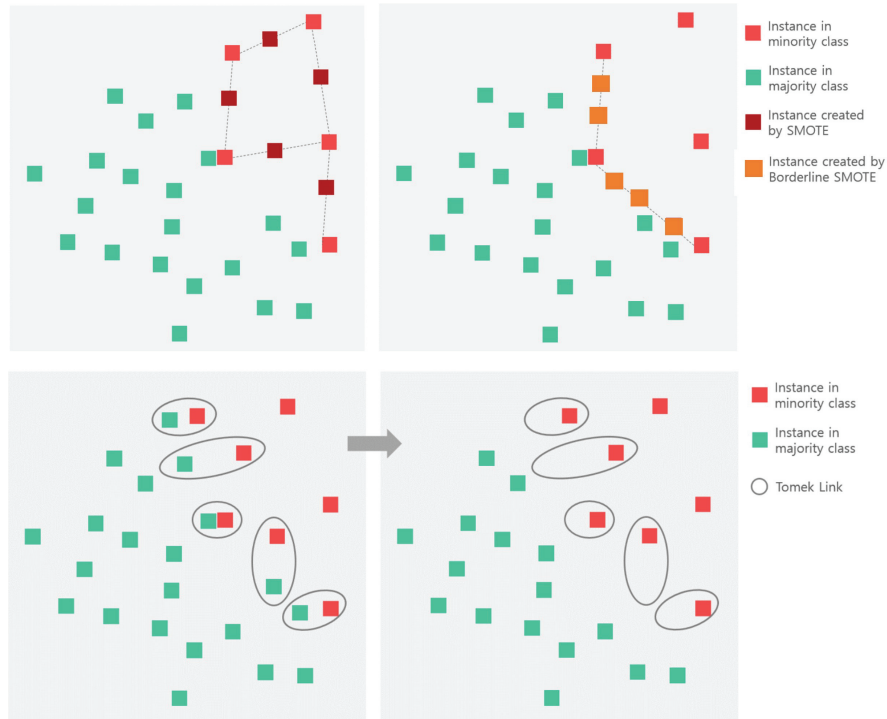 Instance in
minority class
Instance in
majority class
Instance created
by SMOTE
Instance created by
Borderline SMOTE
Instance in
minority class
Instance in
majority class
Tomek Link